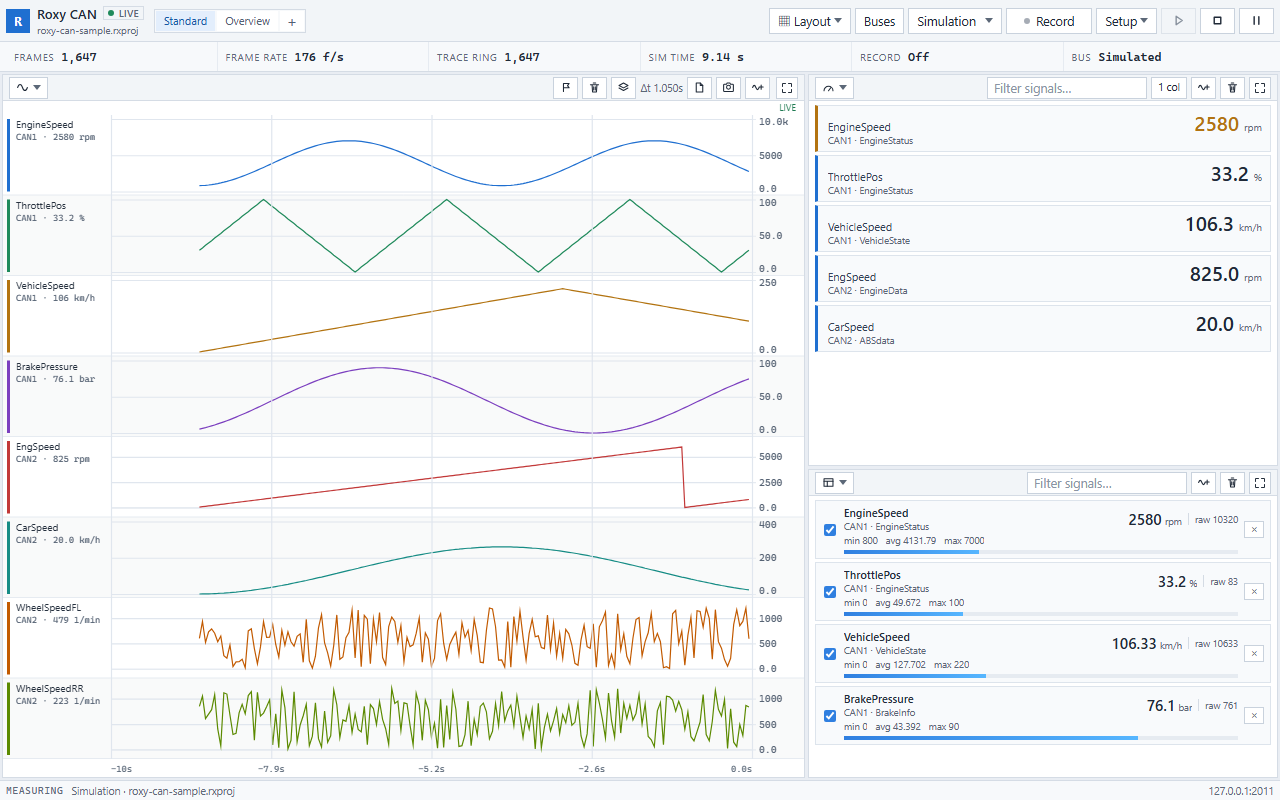 R
Roxy CAN
LIVE
roxy-can-sample.rxproj
Standard
Overview
+
Layout
Buses
Simulation
Record
Setup
FRAMES 1,647
FRAME RATE 176 f/s
TRACE RING 1,647
SIM TIME 9.14 s
RECORD Off
BUS Simulated
Δt 1.050s
LIVE
EngineSpeed
CAN1 · 2580 rpm
10.0k
5000
0.0
ThrottlePos
CAN1 · 33.2 %
100
50.0
0.0
VehicleSpeed
CAN1 · 106 km/h
250
0.0
BrakePressure
CAN1 · 76.1 bar
100
50.0
0.0
EngSpeed
CAN2 · 825 rpm
5000
2500
0.0
CarSpeed
CAN2 · 20.0 km/h
400
200
0.0
WheelSpeedFL
CAN2 · 479 1/min
1000
500
0.0
WheelSpeedRR
CAN2 · 223 1/min
1000
500
0.0
-10s
-7.9s
-5.2s
-2.6s
0.0s
Filter signals...
1 col
EngineSpeed
CAN1 · EngineStatus
2580 rpm
ThrottlePos
CAN1 · EngineStatus
33.2 %
VehicleSpeed
CAN1 · VehicleState
106.3 km/h
EngSpeed
CAN2 · EngineData
825.0 rpm
CarSpeed
CAN2 · ABSdata
20.0 km/h
Filter signals...
EngineSpeed
CAN1 · EngineStatus
min 800 avg 4131.79 max 7000
2580 rpm
raw 10320
×
ThrottlePos
CAN1 · EngineStatus
min 0 avg 49.672 max 100
33.2 %
raw 83
×
VehicleSpeed
CAN1 · VehicleState
min 0 avg 127.702 max 220
106.33 km/h
raw 10633
×
BrakePressure
CAN1 · BrakeInfo
min 0 avg 43.392 max 90
76.1 bar
raw 761
×
MEASURING Simulation · roxy-can-sample.rxproj
127.0.0.1:2011